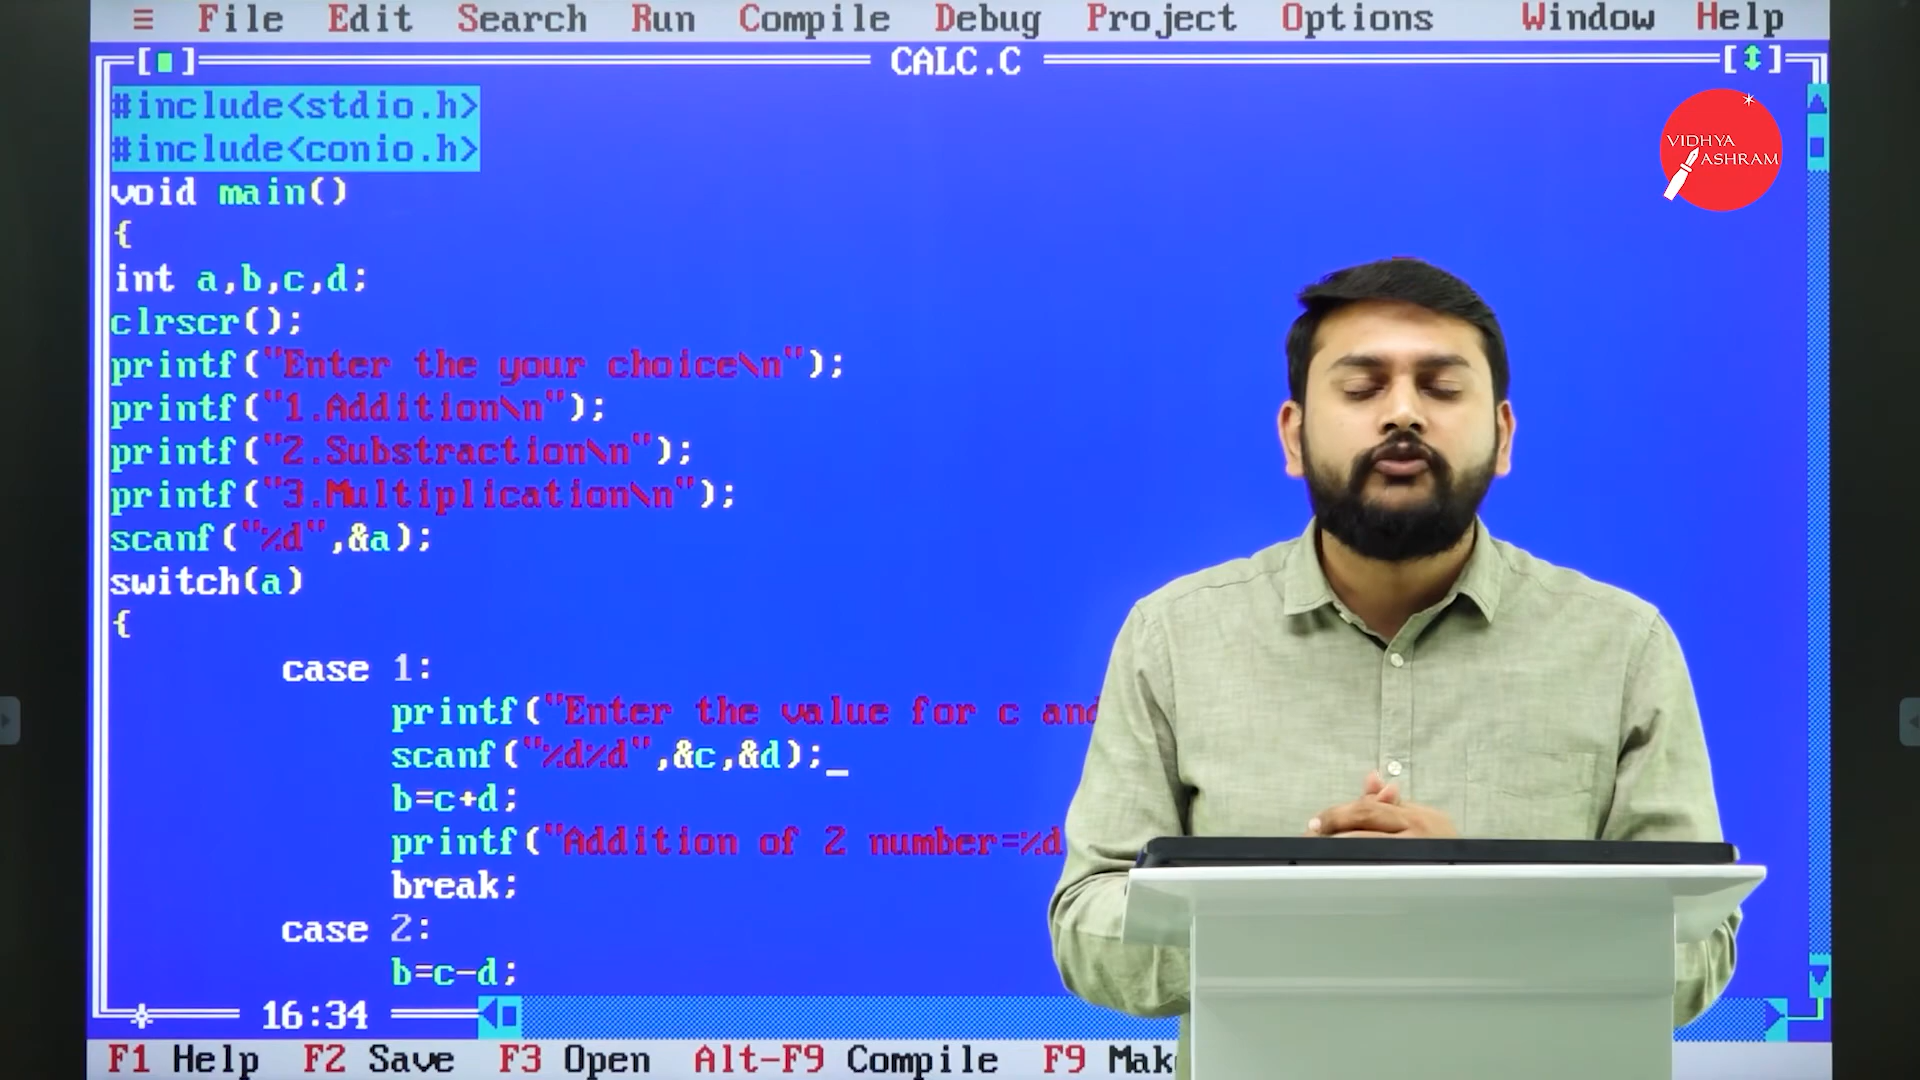 ≡ File Edit Search Run Compile Debug Project Options Window Help
[■] CALC.C [↕]
#include<stdio.h>
#include<conio.h>
VIDHYA
ASHRAM
void main()
{
int a,b,c,d;
clrscr();
printf("Enter the your choice\n");
printf("1.Addition\n");
printf("2.Substraction\n");
printf("3.Multiplication\n");
scanf("%d",&a);
switch(a)
{
case 1:
printf("Enter the value for c and
scanf("%d%d",&c,&d);_
b=c+d;
printf("Addition of 2 number=%d
break;
case 2:
b=c-d;
16:34
F1 Help F2 Save F3 Open Alt-F9 Compile F9 Mak